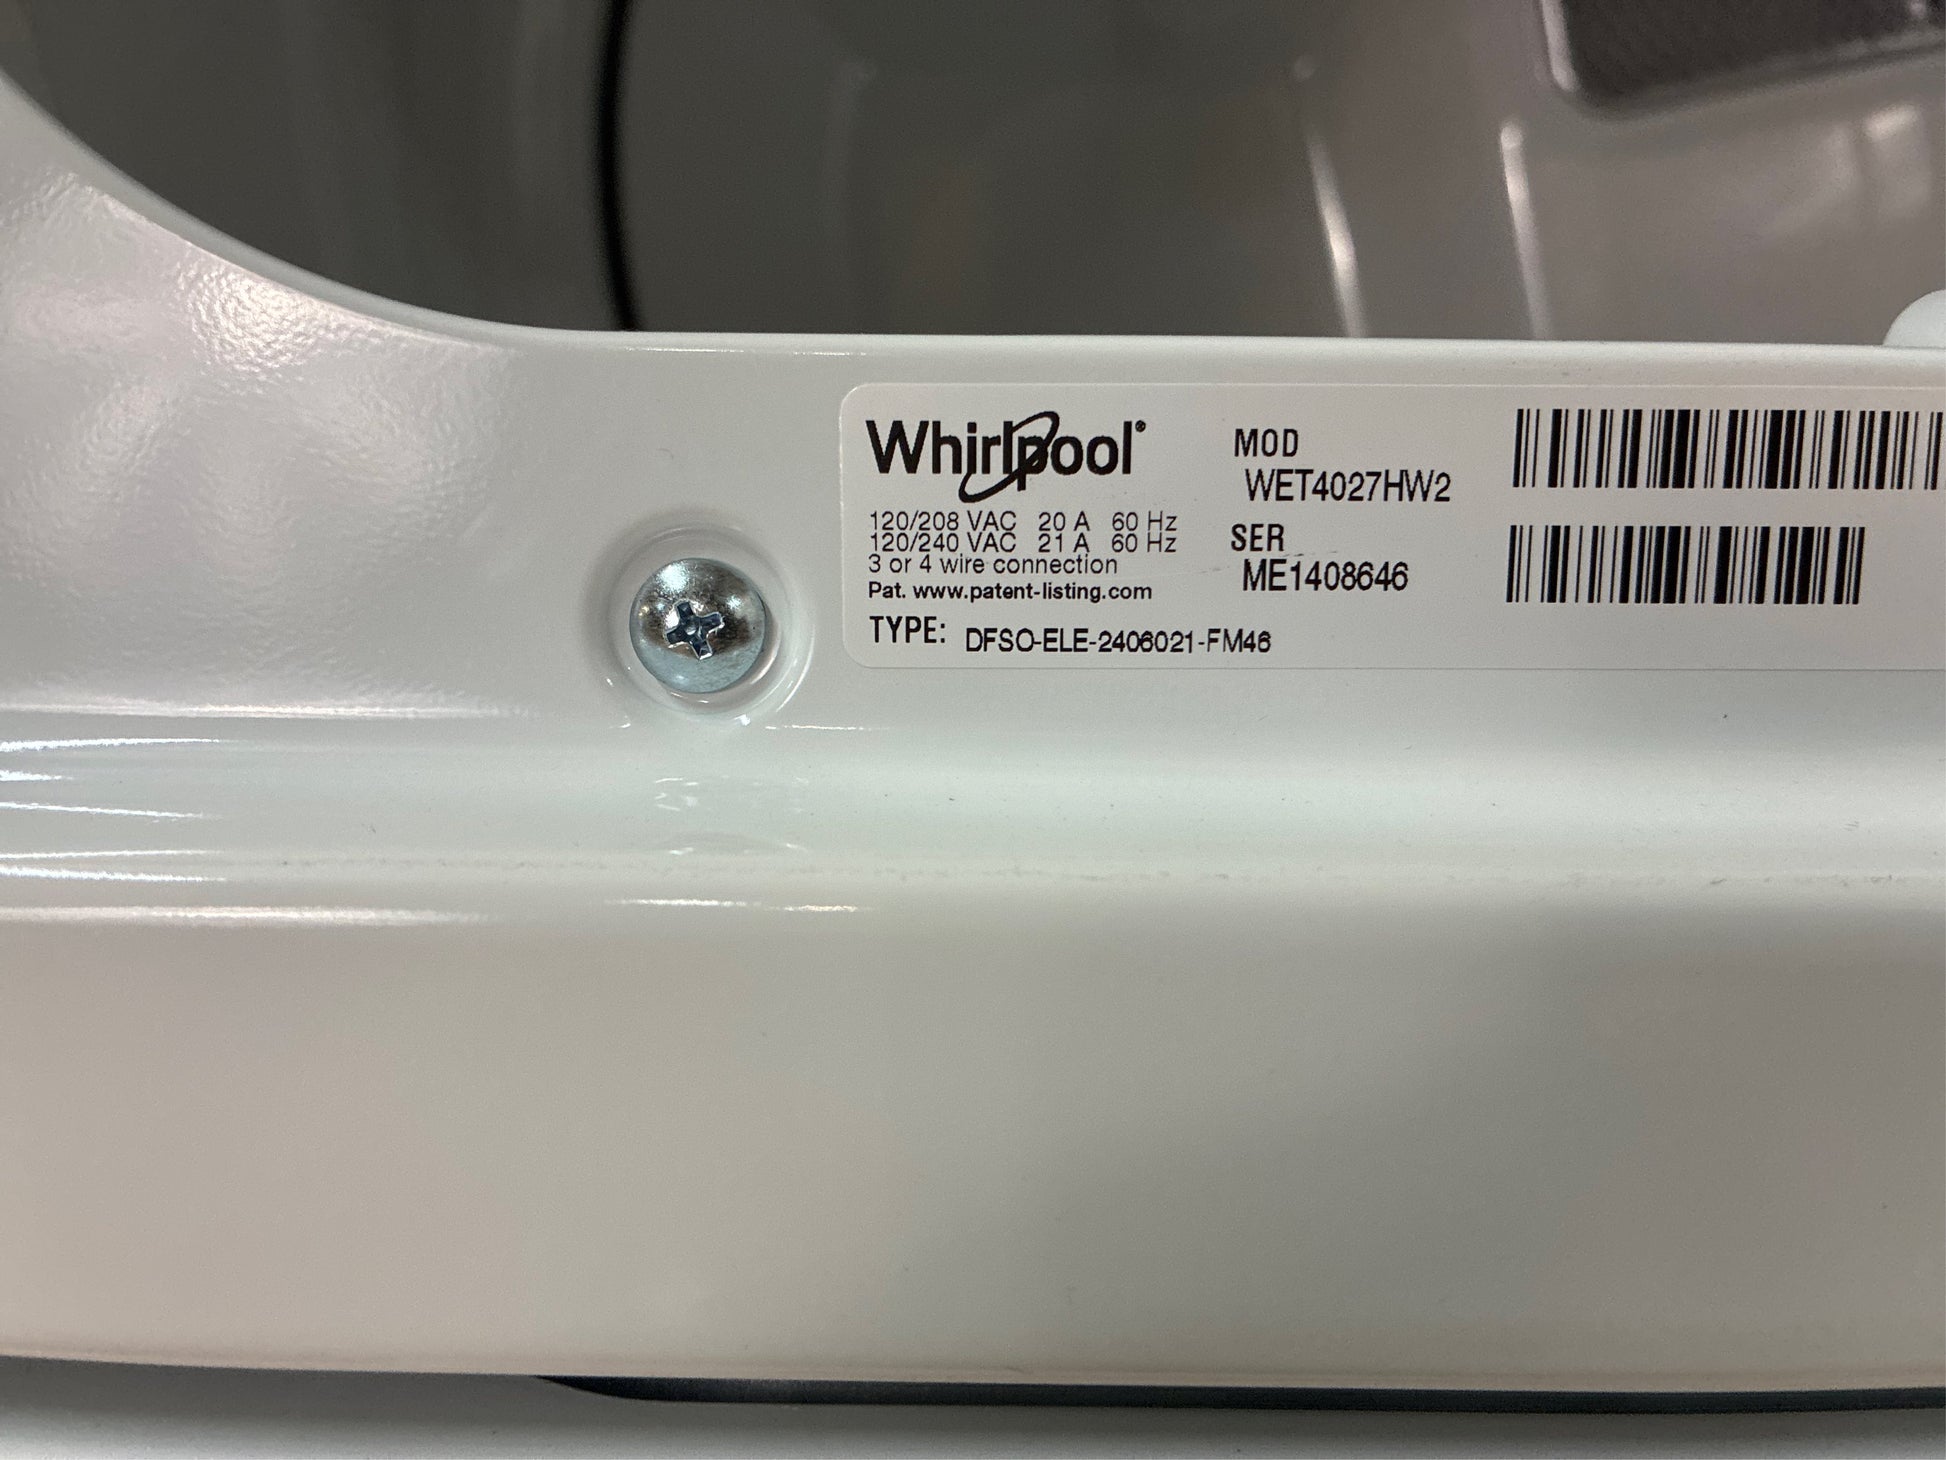 Whirlpool®
120/208 VAC 20 A 60 Hz
120/240 VAC 21 A 60 Hz
3 or 4 wire connection
Pat. www.patent-listing.com
TYPE: DFSO-ELE-2406021-FM46
MOD
WET4027HW2
SER
ME1408646